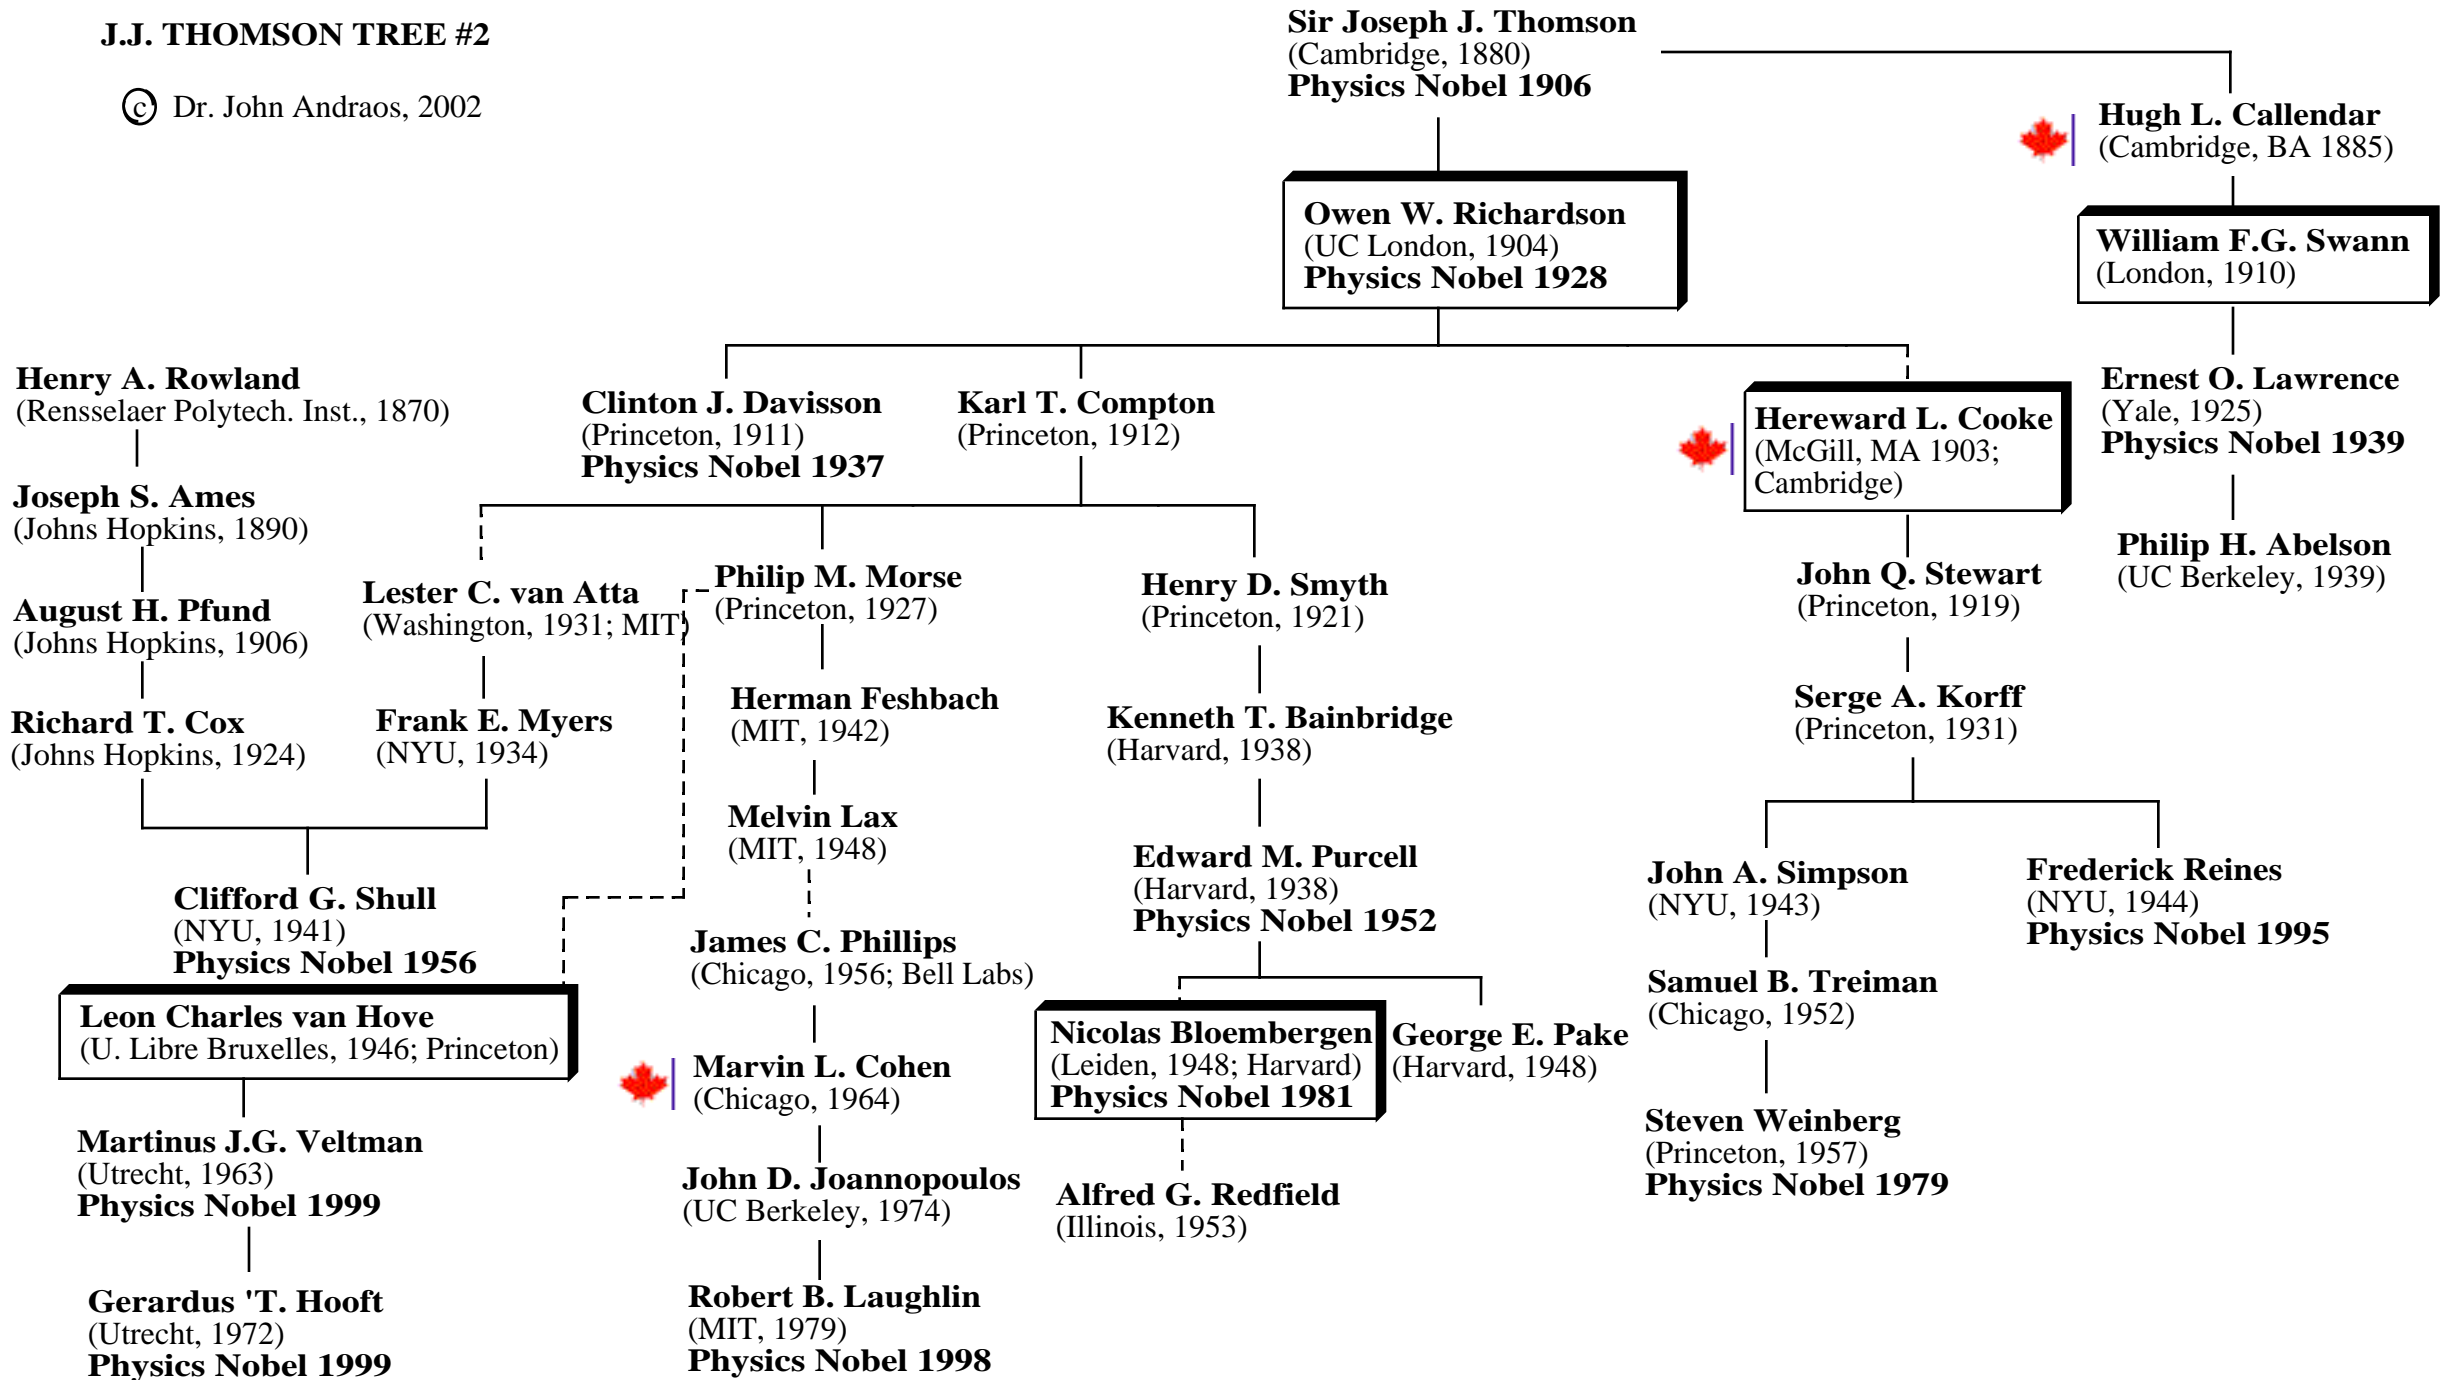 J.J. THOMSON TREE #2
c Dr. John Andraos, 2002
Sir Joseph J. Thomson
(Cambridge, 1880)
Physics Nobel 1906
Hugh L. Callendar
(Cambridge, BA 1885)
Owen W. Richardson
(UC London, 1904)
Physics Nobel 1928
William F.G. Swann
(London, 1910)
Henry A. Rowland
(Rensselaer Polytech. Inst., 1870)
Clinton J. Davisson
(Princeton, 1911)
Physics Nobel 1937
Karl T. Compton
(Princeton, 1912)
Hereward L. Cooke
(McGill, MA 1903;
Cambridge)
Ernest O. Lawrence
(Yale, 1925)
Physics Nobel 1939
Joseph S. Ames
(Johns Hopkins, 1890)
Philip H. Abelson
(UC Berkeley, 1939)
August H. Pfund
(Johns Hopkins, 1906)
Lester C. van Atta
(Washington, 1931; MIT)
Philip M. Morse
(Princeton, 1927)
Henry D. Smyth
(Princeton, 1921)
John Q. Stewart
(Princeton, 1919)
Richard T. Cox
(Johns Hopkins, 1924)
Frank E. Myers
(NYU, 1934)
Herman Feshbach
(MIT, 1942)
Kenneth T. Bainbridge
(Harvard, 1938)
Serge A. Korff
(Princeton, 1931)
Melvin Lax
(MIT, 1948)
Edward M. Purcell
(Harvard, 1938)
Physics Nobel 1952
John A. Simpson
(NYU, 1943)
Frederick Reines
(NYU, 1944)
Physics Nobel 1995
Clifford G. Shull
(NYU, 1941)
Physics Nobel 1956
James C. Phillips
(Chicago, 1956; Bell Labs)
Samuel B. Treiman
(Chicago, 1952)
Leon Charles van Hove
(U. Libre Bruxelles, 1946; Princeton)
Nicolas Bloembergen
(Leiden, 1948; Harvard)
Physics Nobel 1981
George E. Pake
(Harvard, 1948)
Marvin L. Cohen
(Chicago, 1964)
Martinus J.G. Veltman
(Utrecht, 1963)
Physics Nobel 1999
John D. Joannopoulos
(UC Berkeley, 1974)
Alfred G. Redfield
(Illinois, 1953)
Steven Weinberg
(Princeton, 1957)
Physics Nobel 1979
Gerardus 'T. Hooft
(Utrecht, 1972)
Physics Nobel 1999
Robert B. Laughlin
(MIT, 1979)
Physics Nobel 1998